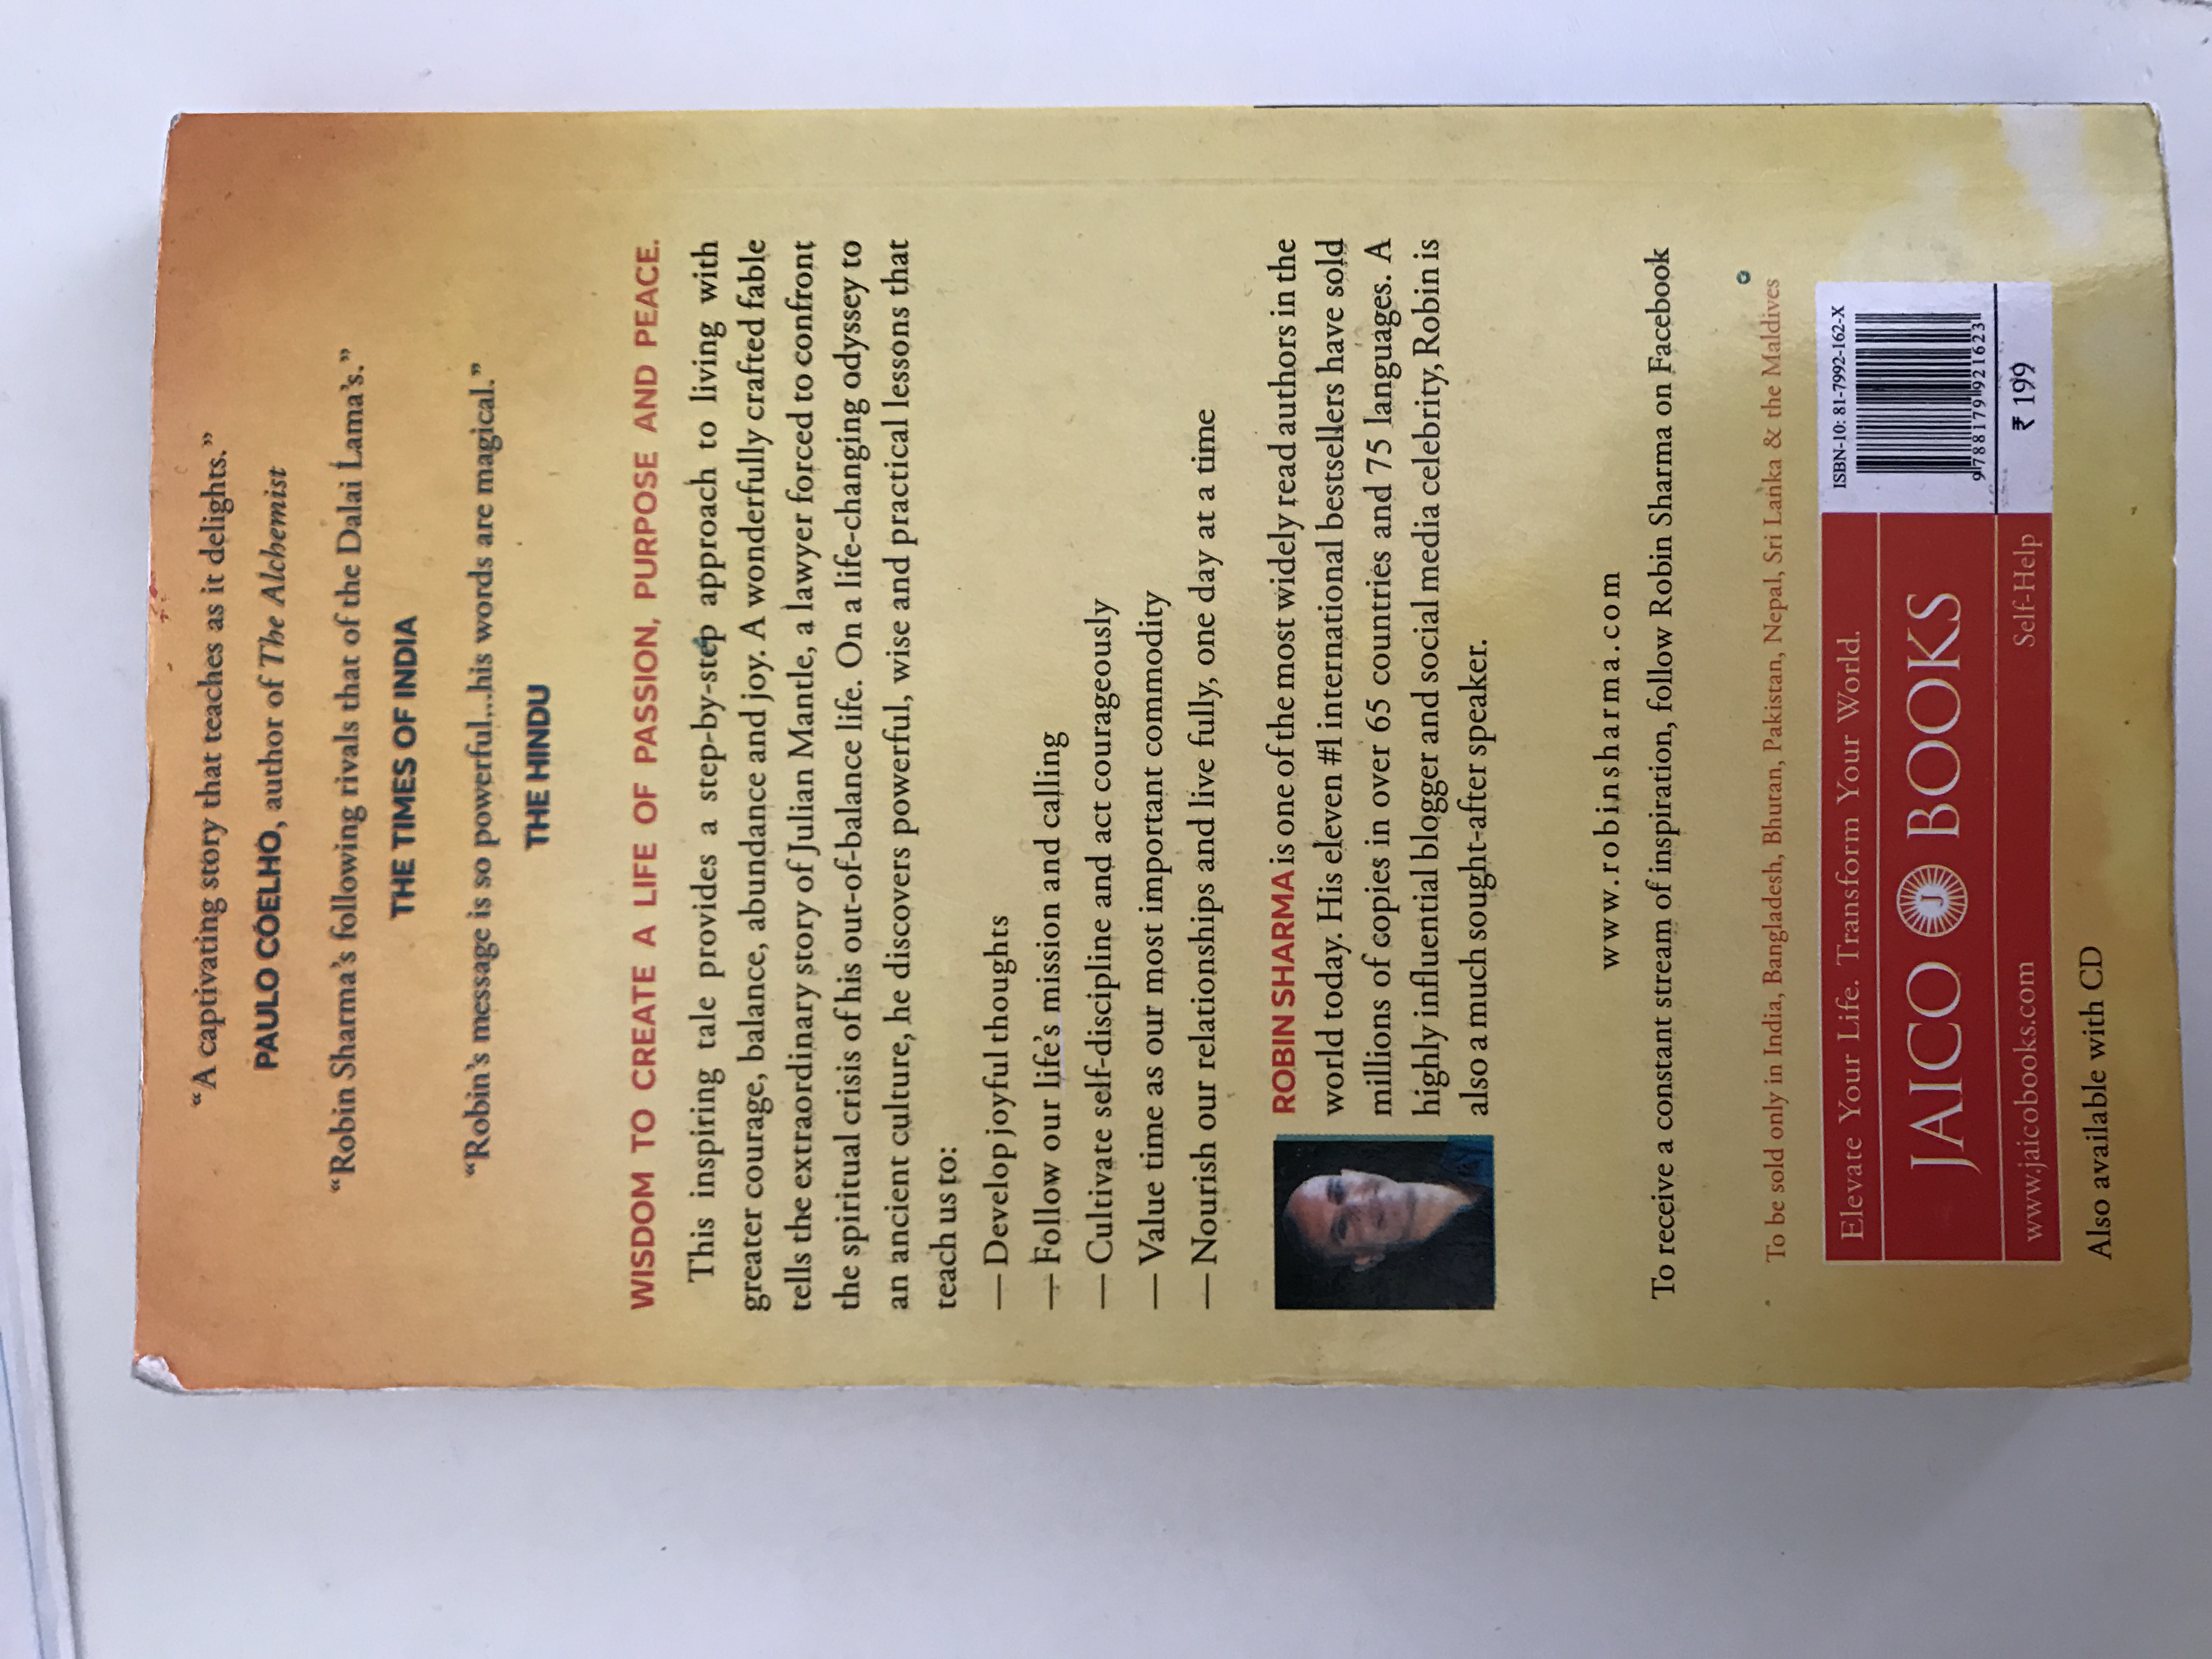 “A captivating story that teaches as it delights.”
PAULO COELHO, author of The Alchemist
“Robin Sharma’s following rivals that of the Dalai Lama’s.”
THE TIMES OF INDIA
“Robin’s message is so powerful...his words are magical.”
THE HINDU
WISDOM TO CREATE A LIFE OF PASSION, PURPOSE AND PEACE.
This inspiring tale provides a step-by-step approach to living with
greater courage, balance, abundance and joy. A wonderfully crafted fable
tells the extraordinary story of Julian Mantle, a lawyer forced to confront
the spiritual crisis of his out-of-balance life. On a life-changing odyssey to
an ancient culture, he discovers powerful, wise and practical lessons that
teach us to:
— Develop joyful thoughts
— Follow our life’s mission and calling
— Cultivate self-discipline and act courageously
— Value time as our most important commodity
— Nourish our relationships and live fully, one day at a time
ROBIN SHARMA is one of the most widely read authors in the
world today. His eleven #1 international bestsellers have sold
millions of copies in over 65 countries and 75 languages. A
highly influential blogger and social media celebrity, Robin is
also a much sought-after speaker.
www.robinsharma.com
To receive a constant stream of inspiration, follow Robin Sharma on Facebook
To be sold only in India, Bangladesh, Bhutan, Pakistan, Nepal, Sri Lanka & the Maldives
Elevate Your Life. Transform Your World.
JAICO J BOOKS
www.jaicobooks.com Self-Help
ISBN-10: 81-7992-162-X
9788179921623
₹ 199
Also available with CD